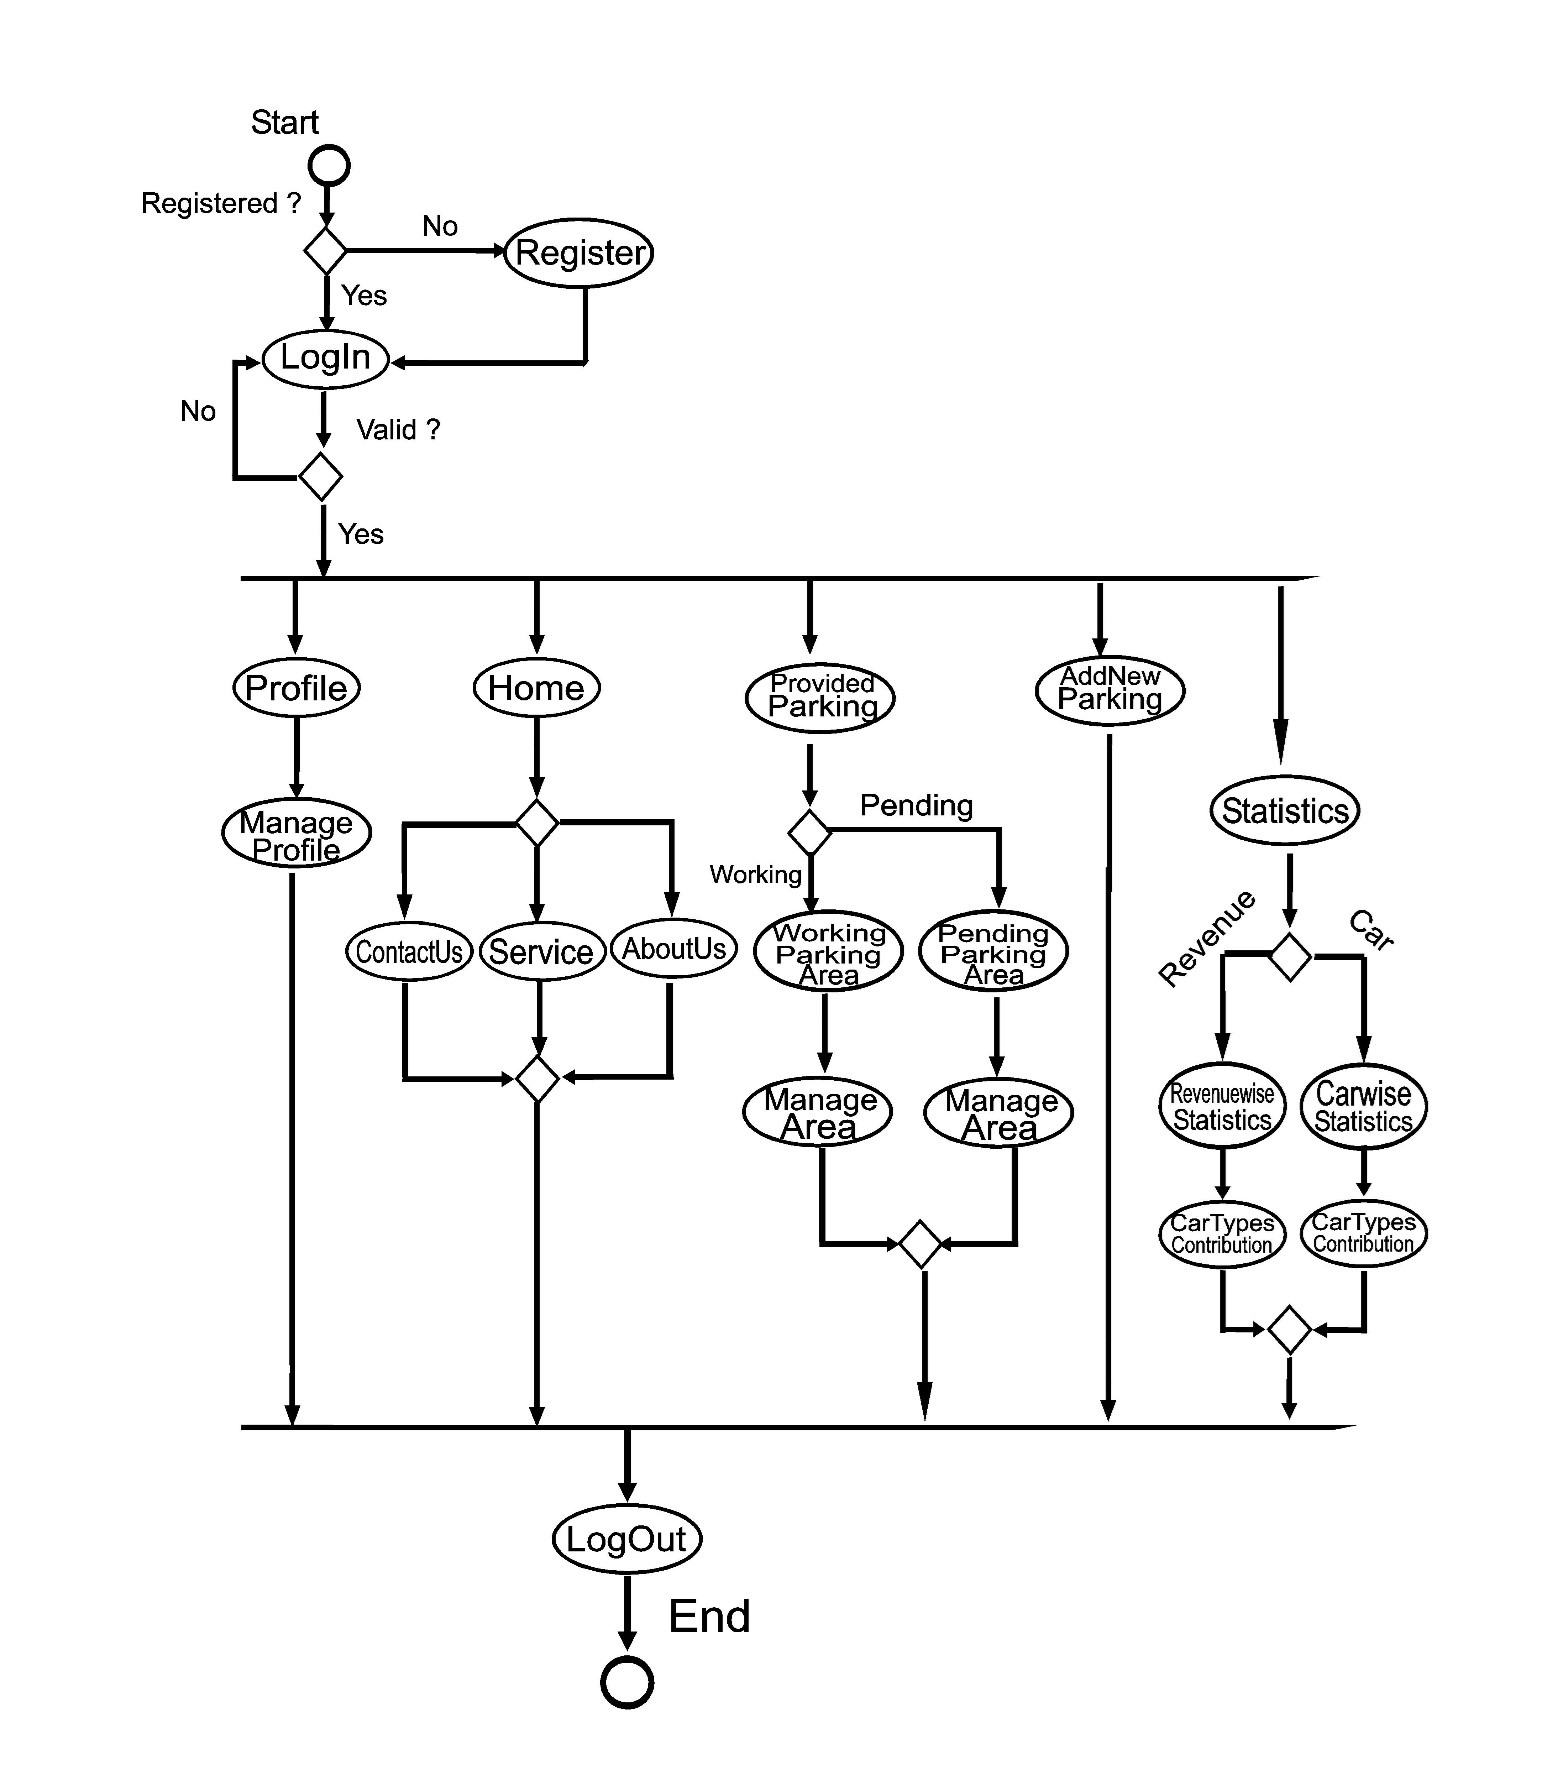 Start
Registered ?
No
Register
Yes
LogIn
No
Valid ?
Yes
Profile
Home
Provided
Parking
AddNew
Parking
Manage
Profile
Pending
Statistics
Working
Revenue
Car
ContactUs
Service
AboutUs
Working
Parking
Area
Pending
Parking
Area
Manage
Area
Manage
Area
Revenuewise
Statistics
Carwise
Statistics
CarTypes
Contribution
CarTypes
Contribution
LogOut
End